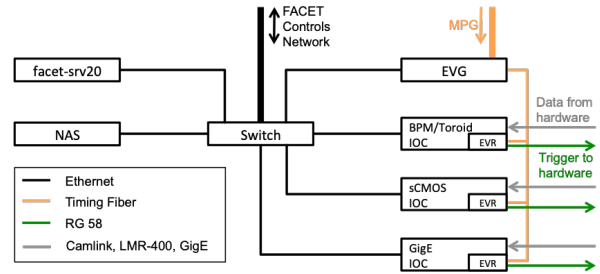 FACET
Controls
Network
MPG
facet-srv20
EVG
NAS
Switch
BPM/Toroid
IOC
EVR
Data from
hardware
Trigger to
hardware
sCMOS
IOC
EVR
GigE
IOC
EVR
Ethernet
Timing Fiber
RG 58
Camlink, LMR-400, GigE